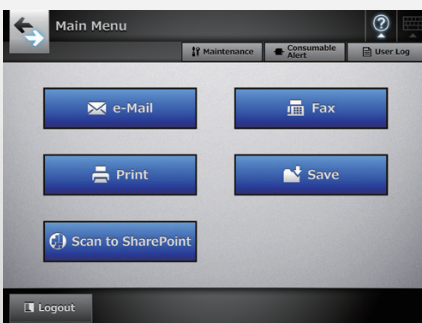 Main Menu
?
Maintenance
Consumable
Alert
User Log
e-Mail
Fax
Print
Save
Scan to SharePoint
Logout